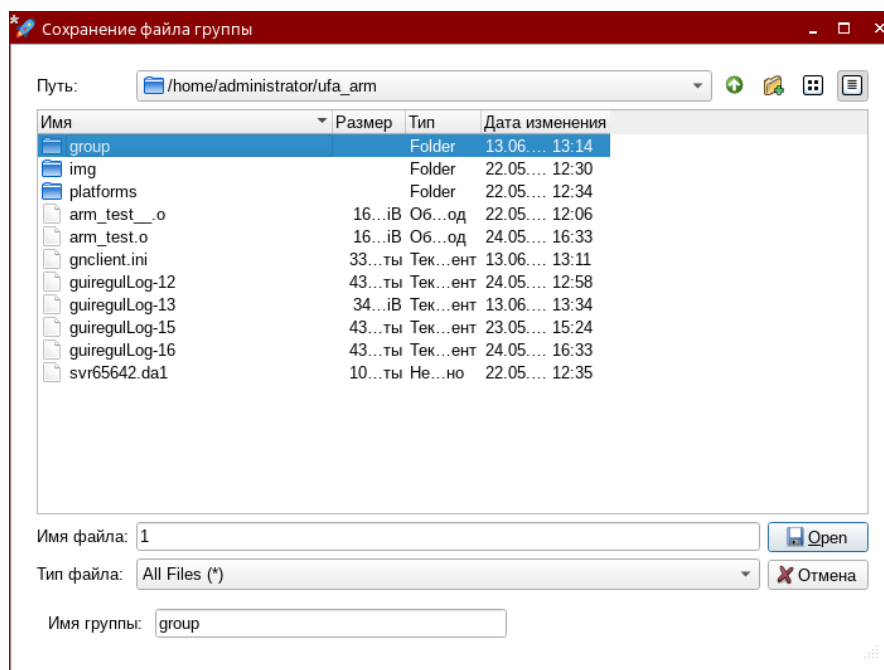 Сохранение файла группы
Путь: /home/administrator/ufa_arm
Имя Размер Тип Дата изменения
group Folder 13.06.... 13:14
img Folder 22.05.... 12:30
platforms Folder 22.05.... 12:34
arm_test__.o 16...iB Об...од 22.05.... 12:06
arm_test.o 16...iB Об...од 24.05.... 16:33
gnclient.ini 33...ты Тек...ент 13.06.... 13:11
guiregulLog-12 43...ты Тек...ент 24.05.... 12:58
guiregulLog-13 34...iB Тек...ент 13.06.... 13:34
guiregulLog-15 43...ты Тек...ент 23.05.... 15:24
guiregulLog-16 43...ты Тек...ент 24.05.... 16:33
svr65642.da1 10...ты Не...но 22.05.... 12:35
Имя файла: 1 Open
Тип файла: All Files (*) Отмена
Имя группы: group